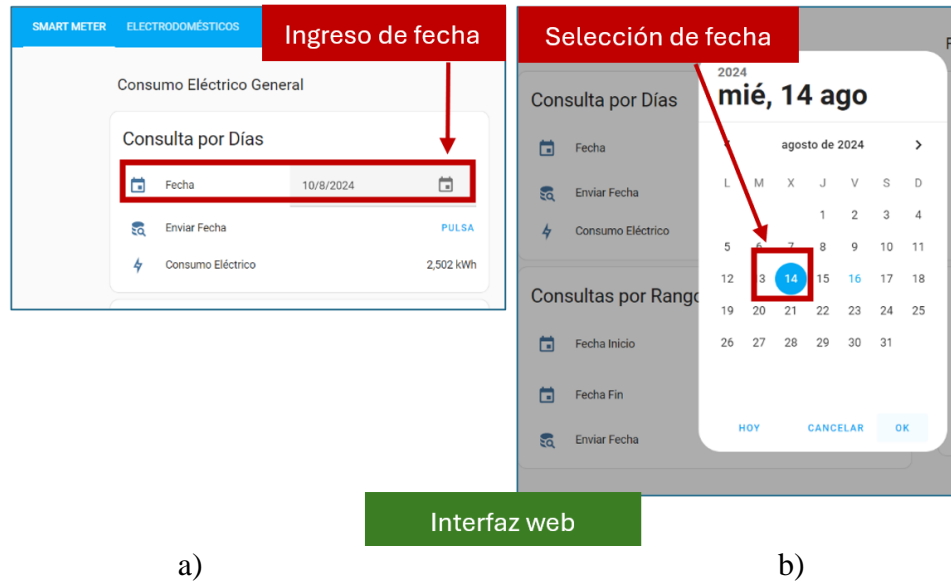 SMART METER ELECTRODOMÉSTICOS
Ingreso de fecha
Consumo Eléctrico General
Consulta por Días
Fecha 10/8/2024
Enviar Fecha PULSA
Consumo Eléctrico 2,502 kWh
Selección de fecha
Consulta por Días
Fecha
Enviar Fecha
Consumo Eléctrico
Consultas por Rango
Fecha Inicio
Fecha Fin
Enviar Fecha
2024
mié, 14 ago
agosto de 2024
L M X J V S D
1 2 3 4
5 6 7 8 9 10 11
12 13 14 15 16 17 18
19 20 21 22 23 24 25
26 27 28 29 30 31
HOY CANCELAR OK
Interfaz web
a) b)